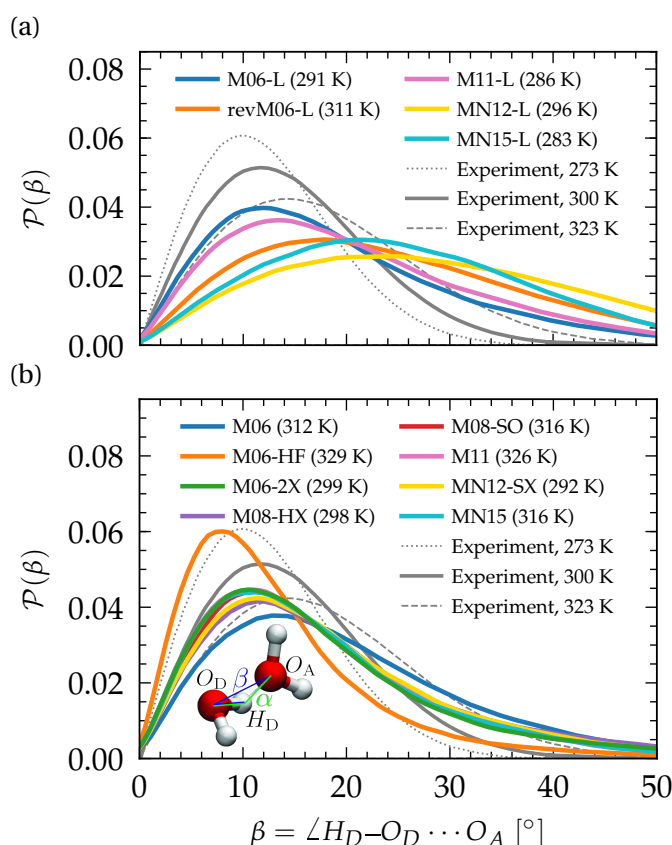 (a)
0.08
0.06
0.04
0.02
0.00
𝒫(β)
M06-L (291 K)
revM06-L (311 K)
M11-L (286 K)
MN12-L (296 K)
MN15-L (283 K)
Experiment, 273 K
Experiment, 300 K
Experiment, 323 K
(b)
0.08
0.06
0.04
0.02
0.00
𝒫(β)
M06 (312 K)
M06-HF (329 K)
M06-2X (299 K)
M08-HX (298 K)
M08-SO (316 K)
M11 (326 K)
MN12-SX (292 K)
MN15 (316 K)
Experiment, 273 K
Experiment, 300 K
Experiment, 323 K
O_D β O_A
α
H_D
0 10 20 30 40 50
β = ∠H_D–O_D ⋯ O_A [°]